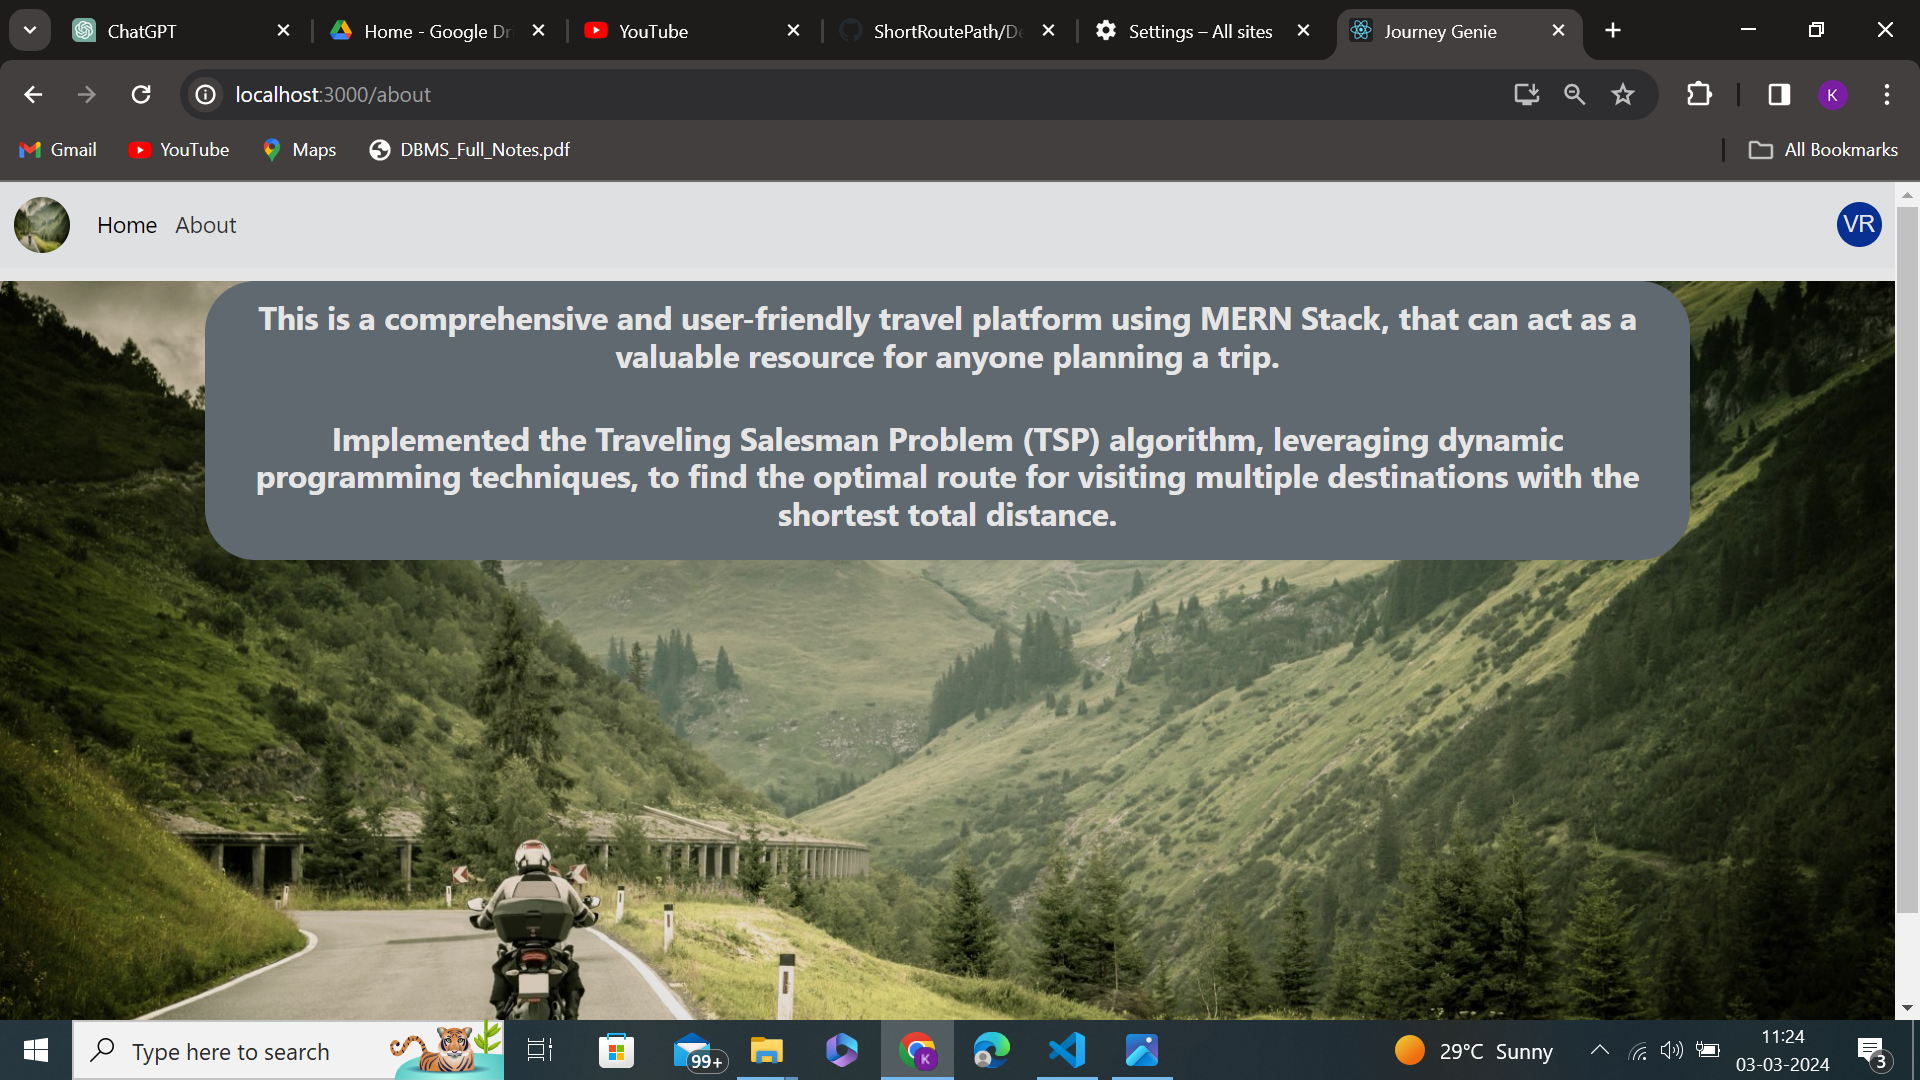 ChatGPT
Home - Google Dr
YouTube
ShortRoutePath/De
Settings – All sites
Journey Genie
localhost:3000/about
K
Gmail
YouTube
Maps
DBMS_Full_Notes.pdf
All Bookmarks
Home
About
VR
This is a comprehensive and user-friendly travel platform using MERN Stack, that can act as a
valuable resource for anyone planning a trip.
Implemented the Traveling Salesman Problem (TSP) algorithm, leveraging dynamic
programming techniques, to find the optimal route for visiting multiple destinations with the
shortest total distance.
Type here to search
99+
K
29°C Sunny
11:24
03-03-2024
3